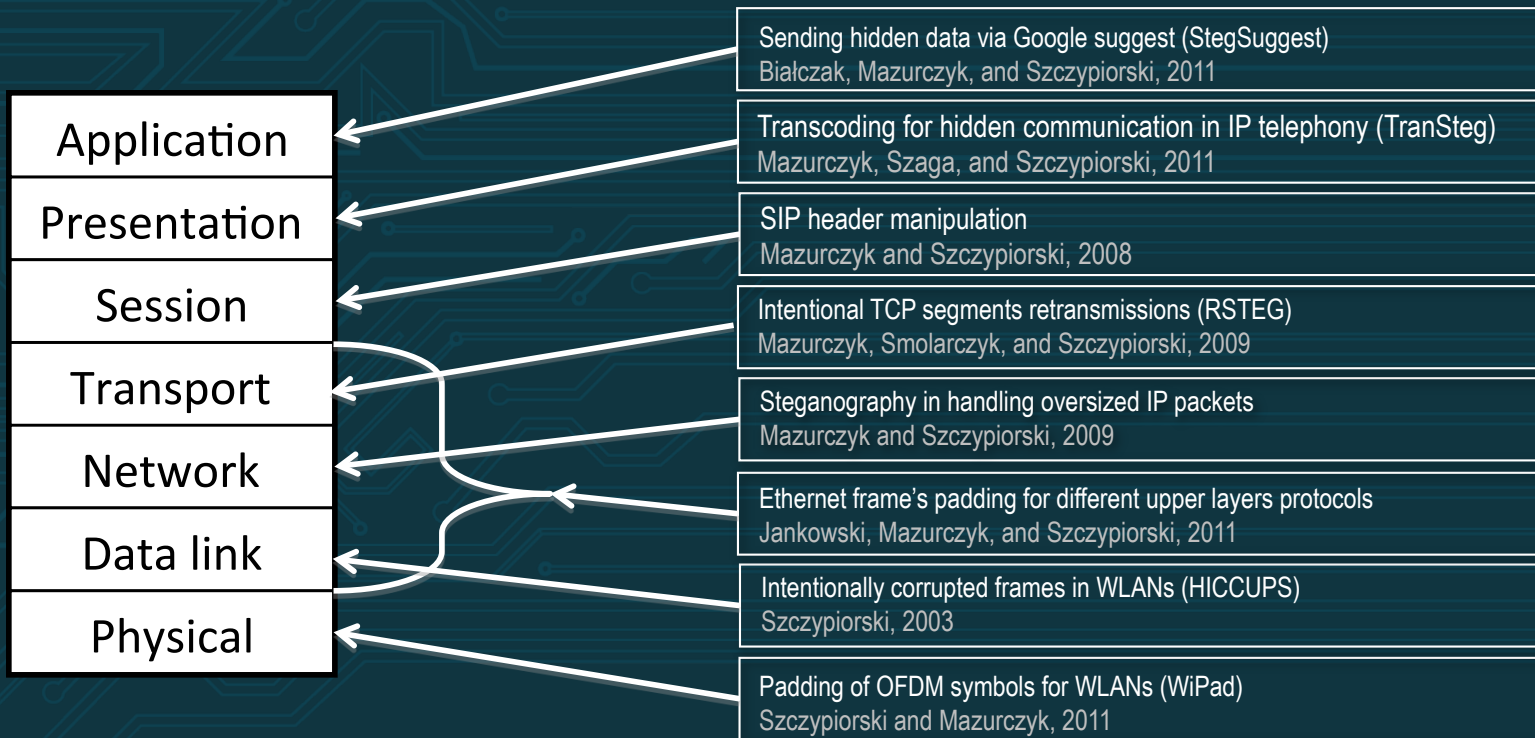 Application
Presentation
Session
Transport
Network
Data link
Physical
Sending hidden data via Google suggest (StegSuggest)
Białczak, Mazurczyk, and Szczypiorski, 2011
Transcoding for hidden communication in IP telephony (TranSteg)
Mazurczyk, Szaga, and Szczypiorski, 2011
SIP header manipulation
Mazurczyk and Szczypiorski, 2008
Intentional TCP segments retransmissions (RSTEG)
Mazurczyk, Smolarczyk, and Szczypiorski, 2009
Steganography in handling oversized IP packets
Mazurczyk and Szczypiorski, 2009
Ethernet frame’s padding for different upper layers protocols
Jankowski, Mazurczyk, and Szczypiorski, 2011
Intentionally corrupted frames in WLANs (HICCUPS)
Szczypiorski, 2003
Padding of OFDM symbols for WLANs (WiPad)
Szczypiorski and Mazurczyk, 2011